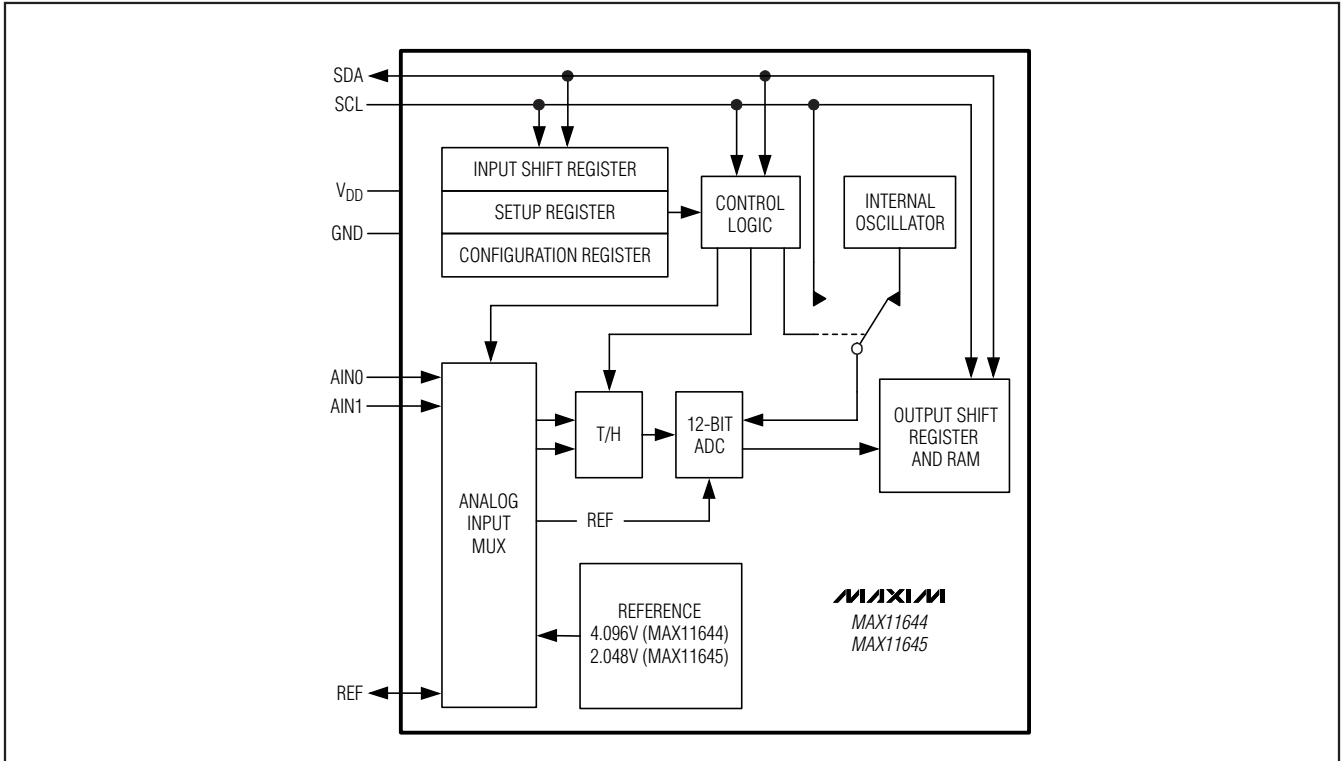 SDA
SCL
INPUT SHIFT REGISTER
SETUP REGISTER
CONFIGURATION REGISTER
VDD
GND
CONTROL
LOGIC
INTERNAL
OSCILLATOR
AIN0
AIN1
ANALOG
INPUT
MUX
T/H
12-BIT
ADC
OUTPUT SHIFT
REGISTER
AND RAM
REF
REFERENCE
4.096V (MAX11644)
2.048V (MAX11645)
MAXIM
MAX11644
MAX11645
REF